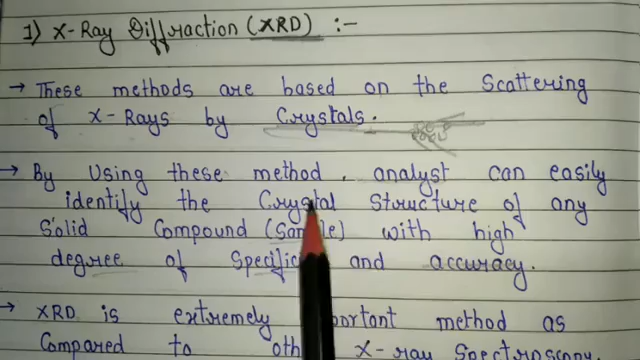 1) X-Ray Diffraction (XRD) :-
→ These methods are based on the Scattering
of X-Rays by Crystals.
→ By Using these method, analyst can easily
identify the Crystal Structure of any
Solid Compound (Sample) with high
degree of and accuracy.
→ XRD is extremely method as
Compared to X-ray Spectroscopy